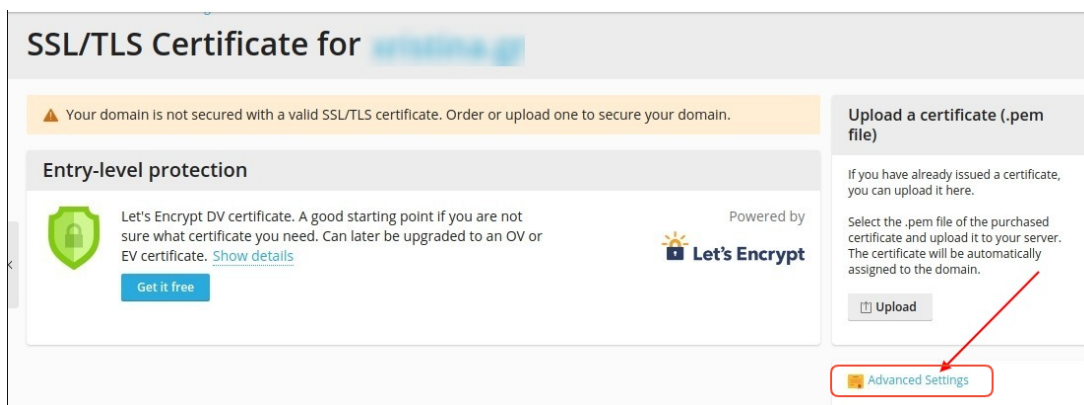 SSL/TLS Certificate for
Your domain is not secured with a valid SSL/TLS certificate. Order or upload one to secure your domain.
Entry-level protection
Let's Encrypt DV certificate. A good starting point if you are not
sure what certificate you need. Can later be upgraded to an OV or
EV certificate. Show details
Get it free
Powered by
Let's Encrypt
Upload a certificate (.pem
file)
If you have already issued a certificate,
you can upload it here.
Select the .pem file of the purchased
certificate and upload it to your server.
The certificate will be automatically
assigned to the domain.
Upload
Advanced Settings